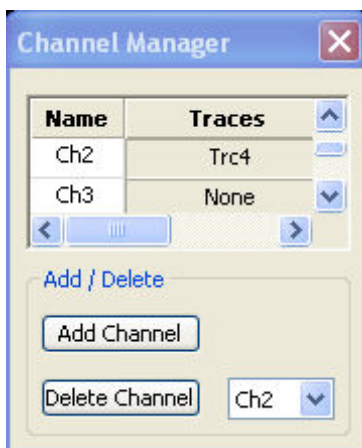 Channel Manager
Name Traces
Ch2 Trc4
Ch3 None
Add / Delete
Add Channel
Delete Channel Ch2